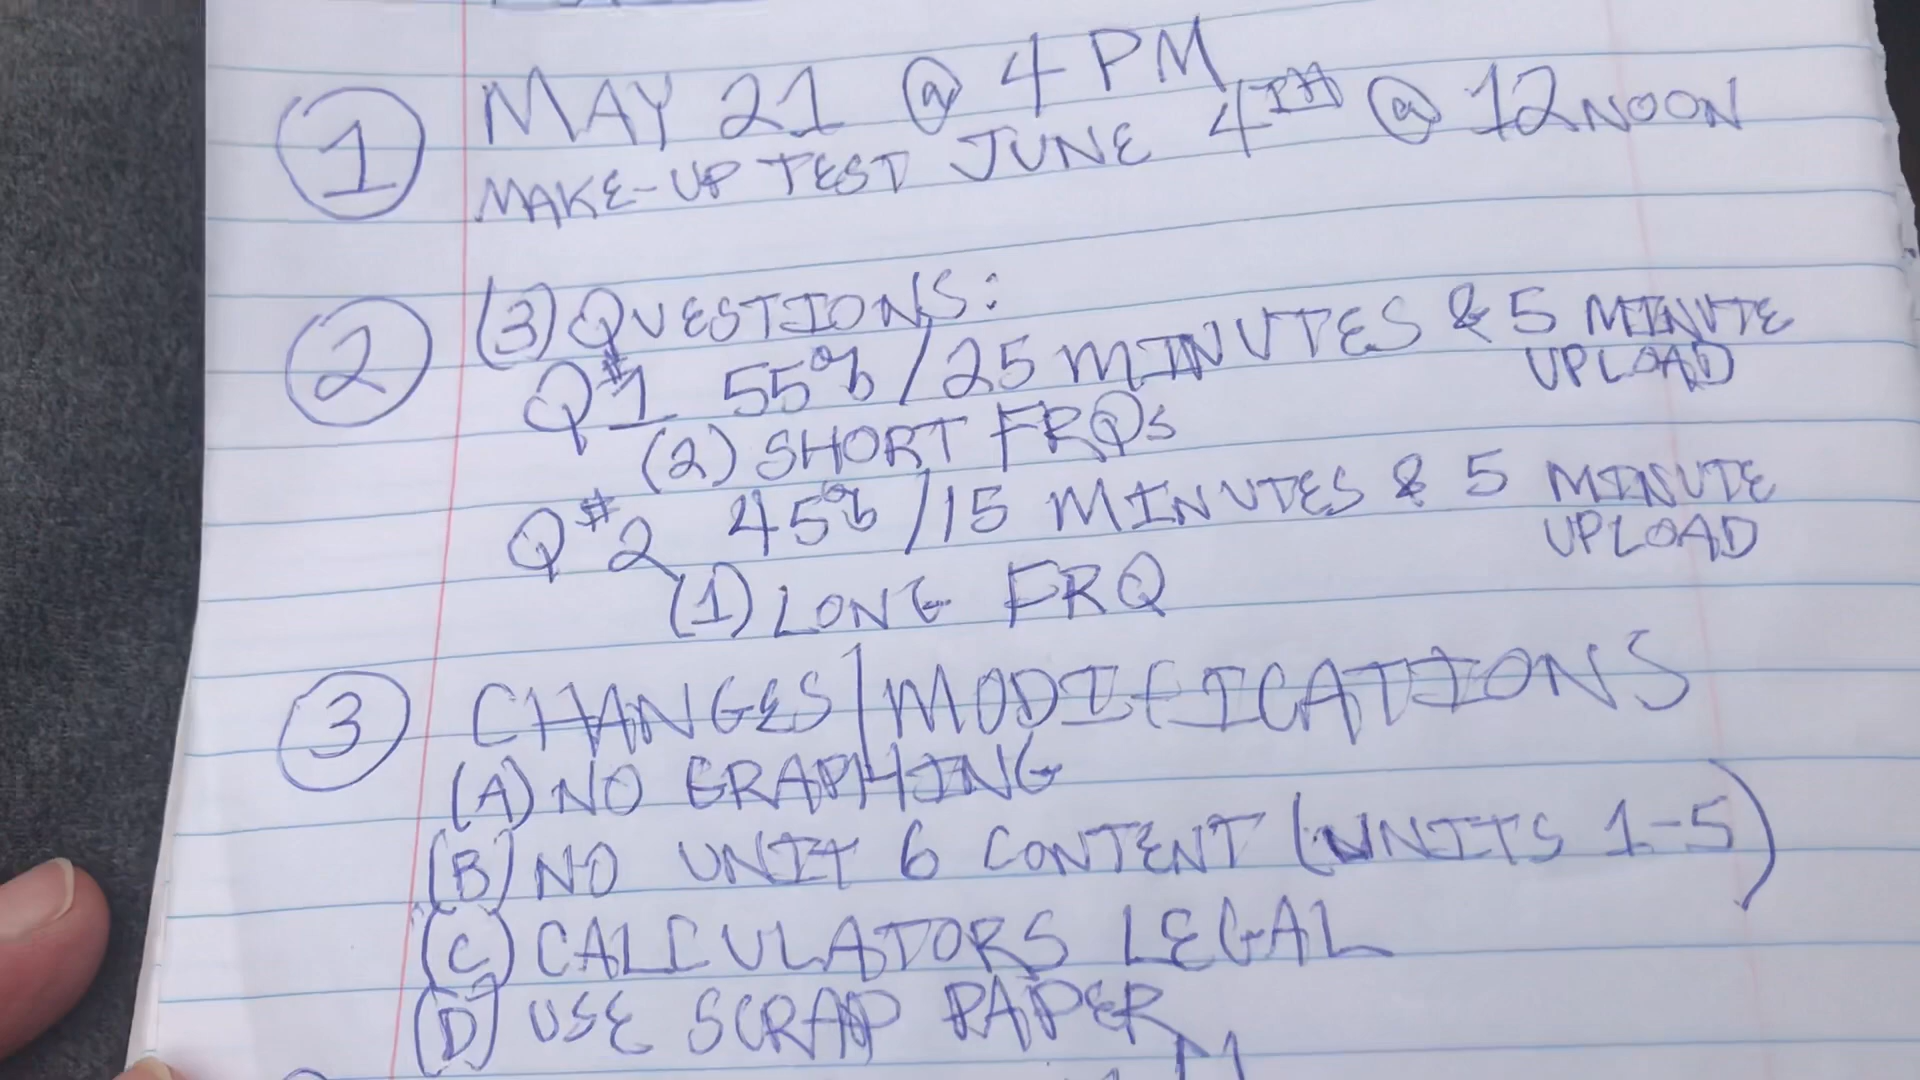 ① MAY 21 @ 4 PM
MAKE-UP TEST JUNE 4TH @ 12 NOON
② (3) QUESTIONS:
Q#1 55% / 25 MINUTES & 5 MINUTE
UPLOAD
(2) SHORT FRQs
Q#2 45% / 15 MINUTES & 5 MINUTE
UPLOAD
(1) LONG FRQ
③ CHANGES/MODIFICATIONS
(A) NO GRAPHING
(B) NO UNIT 6 CONTENT (UNITS 1-5)
(C) CALCULATORS LEGAL
(D) USE SCRAP PAPER